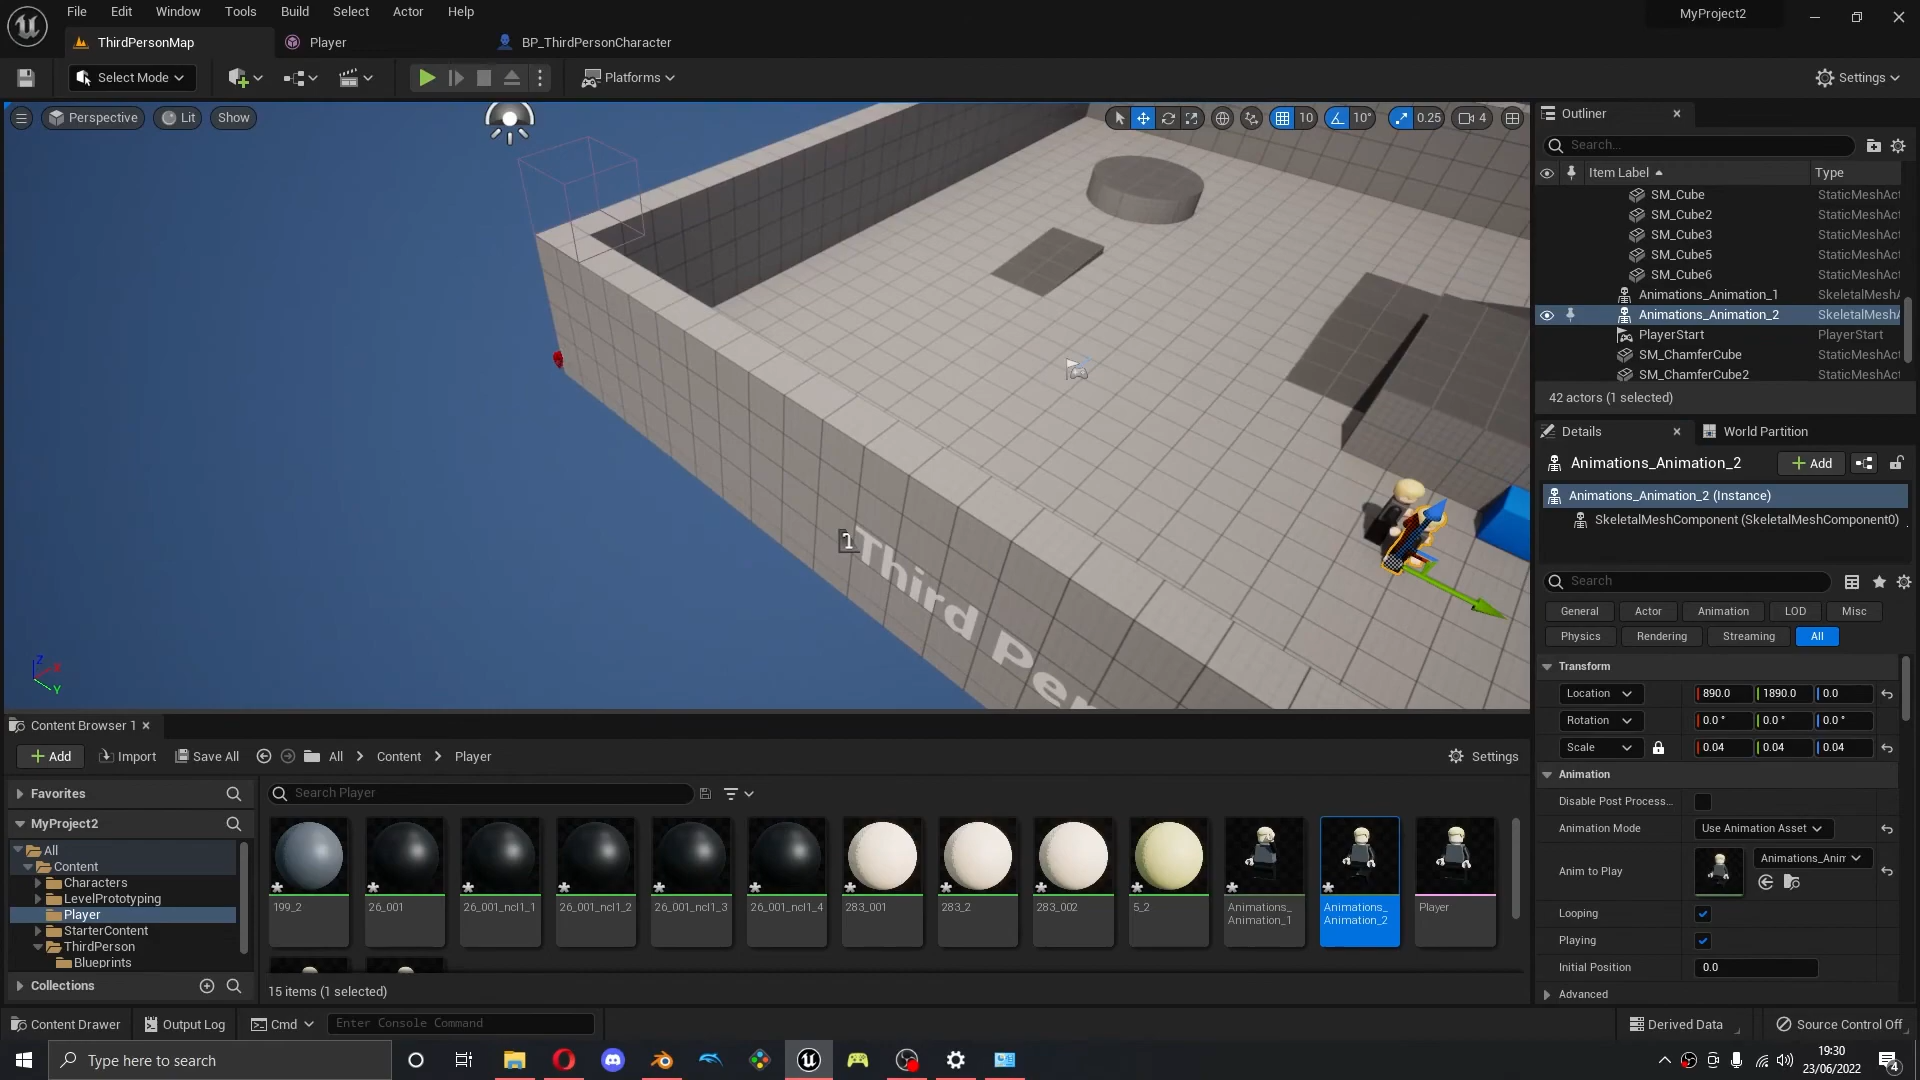 File Edit Window Tools Build Select Actor Help
MyProject2
ThirdPersonMap
Player
BP_ThirdPersonCharacter
Select Mode
Platforms
Settings
Perspective
Lit
Show
10
10°
0.25
4
1
Third Per
Outliner
Search...
Item Label
Type
SM_Cube StaticMeshAct
SM_Cube2 StaticMeshAct
SM_Cube3 StaticMeshAct
SM_Cube5 StaticMeshAct
SM_Cube6 StaticMeshAct
Animations_Animation_1 SkeletalMeshA
Animations_Animation_2 SkeletalMeshA
PlayerStart PlayerStart
SM_ChamferCube StaticMeshAct
SM_ChamferCube2 StaticMeshAct
42 actors (1 selected)
Details
World Partition
Animations_Animation_2
Add
Animations_Animation_2 (Instance)
SkeletalMeshComponent (SkeletalMeshComponent0)
Search
General Actor Animation LOD Misc
Physics Rendering Streaming All
Transform
Location 890.0 1890.0 0.0
Rotation 0.0 ° 0.0 ° 0.0 °
Scale 0.04 0.04 0.04
Animation
Disable Post Process...
Animation Mode Use Animation Asset
Anim to Play Animations_Anim
Looping
Playing
Initial Position 0.0
Advanced
Content Browser 1
Add Import Save All All Content Player Settings
Favorites
MyProject2
All
Content
Characters
LevelPrototyping
Player
StarterContent
ThirdPerson
Blueprints
Collections
Search Player
199_2
26_001
26_001_ncl1_1
26_001_ncl1_2
26_001_ncl1_3
26_001_ncl1_4
283_001
283_2
283_002
5_2
Animations_
Animation_1
Animations_
Animation_2
Player
15 items (1 selected)
Content Drawer Output Log Cmd Enter Console Command Derived Data Source Control Off
Type here to search
19:30
23/06/2022
4
Z
X
Y